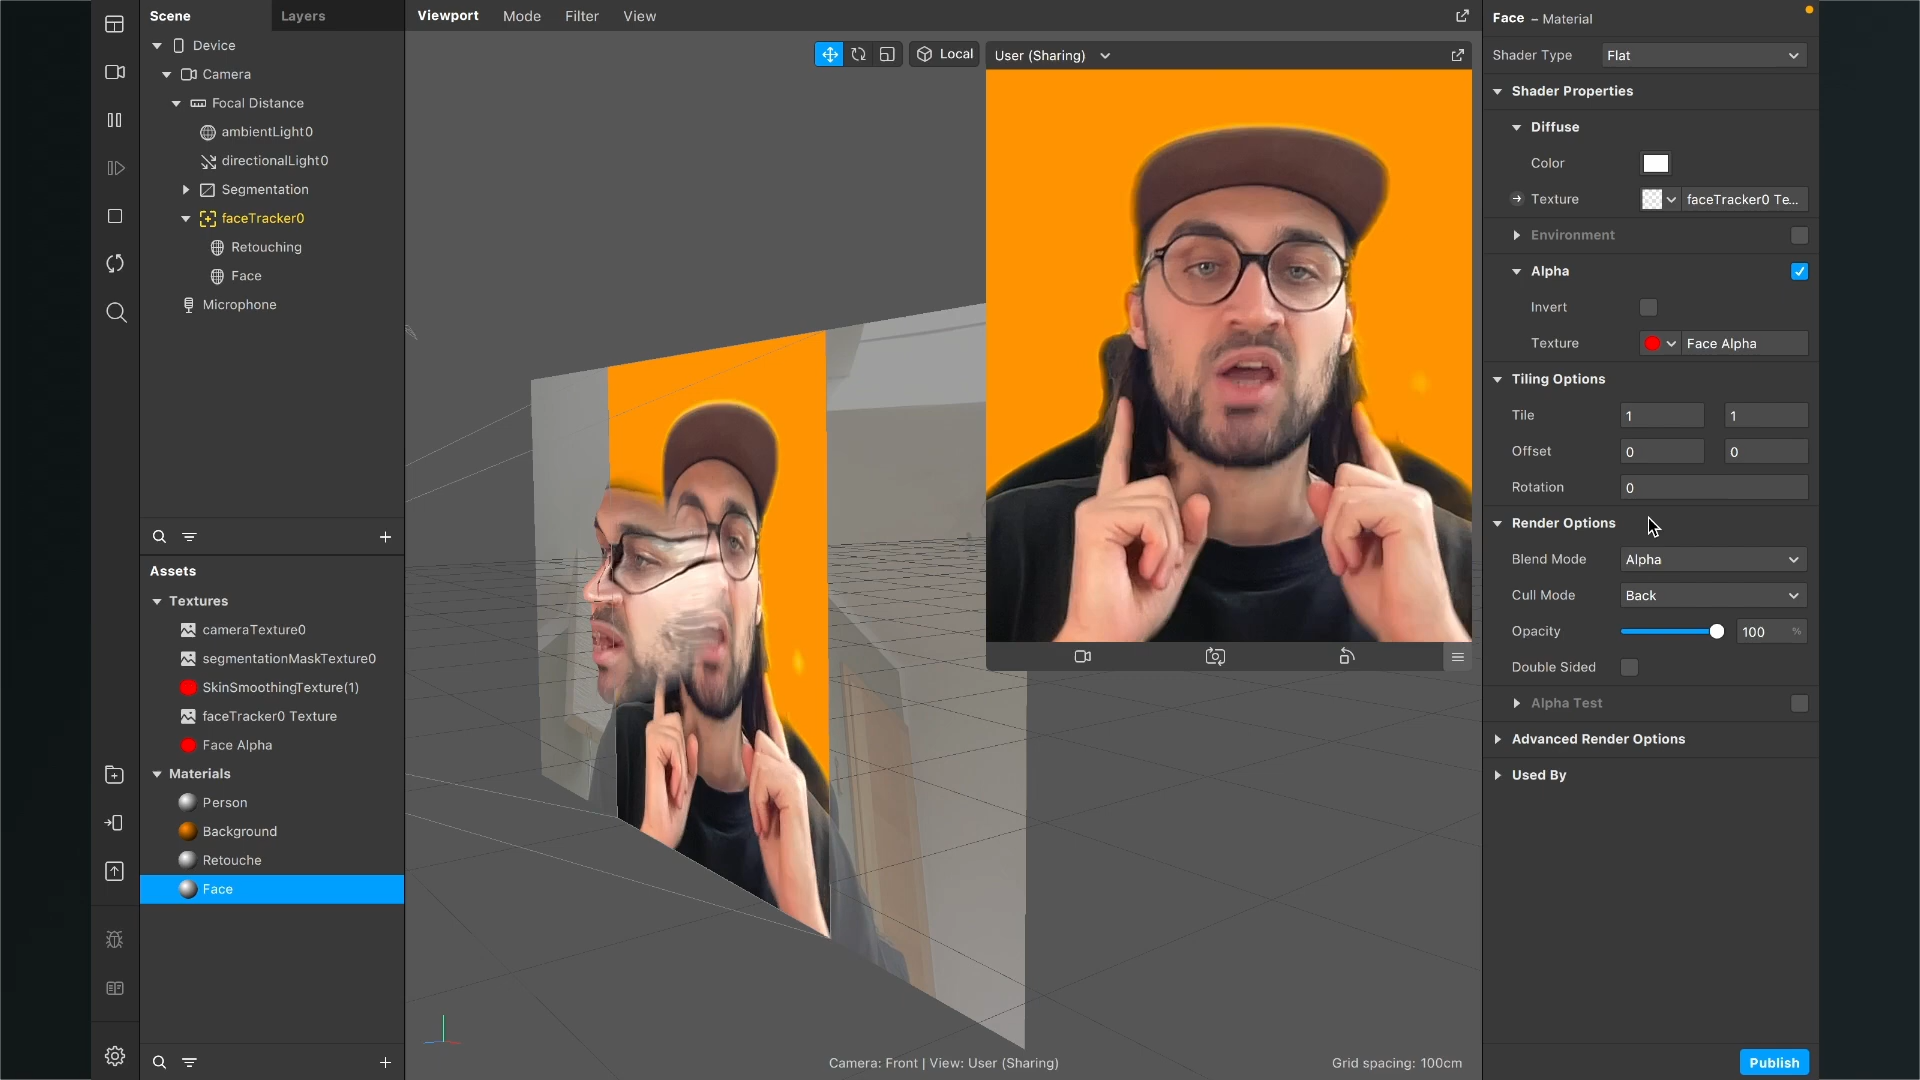 Scene
Layers
Device
Camera
Focal Distance
ambientLight0
directionalLight0
Segmentation
faceTracker0
Retouching
Face
Microphone
Assets
Textures
cameraTexture0
segmentationMaskTexture0
SkinSmoothingTexture(1)
faceTracker0 Texture
Face Alpha
Materials
Person
Background
Retouche
Face
Viewport Mode Filter View
Local
User (Sharing)
Camera: Front | View: User (Sharing)
Grid spacing: 100cm
Face – Material
Shader Type Flat
Shader Properties
Diffuse
Color
Texture faceTracker0 Te...
Environment
Alpha
Invert
Texture Face Alpha
Tiling Options
Tile 1 1
Offset 0 0
Rotation 0
Render Options
Blend Mode Alpha
Cull Mode Back
Opacity 100 %
Double Sided
Alpha Test
Advanced Render Options
Used By
Publish